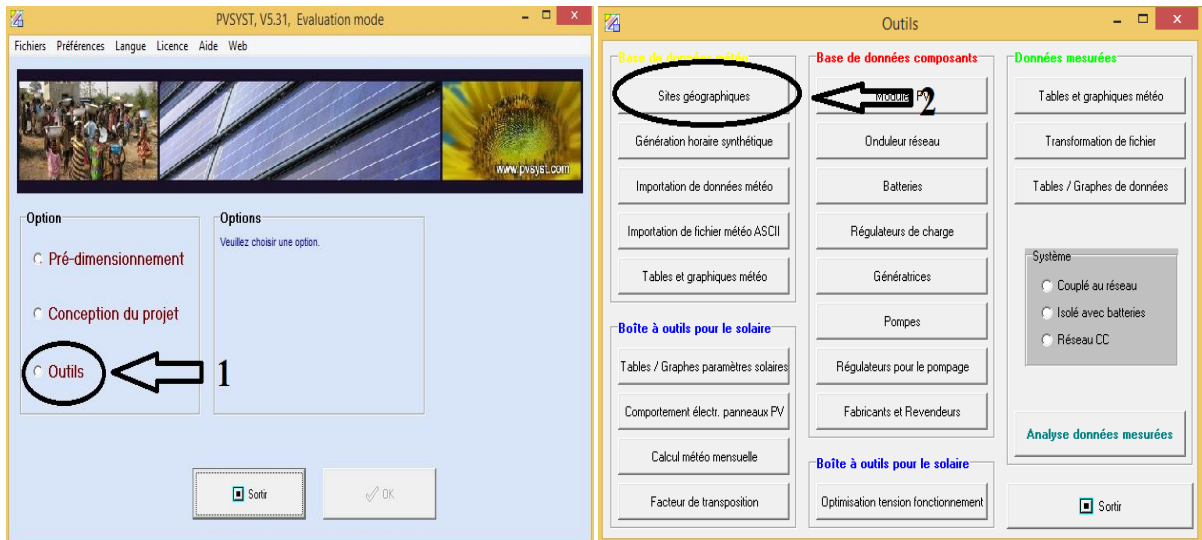 PVSYST, V5.31, Evaluation mode
Fichiers Préférences Langue Licence Aide Web
www.pvsyst.com
Option
Pré-dimensionnement
Conception du projet
Outils
1
Options
Veuillez choisir une option.
Sortir
OK
Outils
Base de données météo
Sites géographiques
Génération horaire synthétique
Importation de données météo
Importation de fichier météo ASCII
Tables et graphiques météo
Boîte à outils pour le solaire
Tables / Graphes paramètres solaires
Comportement électr. panneaux PV
Calcul météo mensuelle
Facteur de transposition
Base de données composants
Modules PV
2
Onduleur réseau
Batteries
Régulateurs de charge
Génératrices
Pompes
Régulateurs pour le pompage
Fabricants et Revendeurs
Boîte à outils pour le solaire
Optimisation tension fonctionnement
Données mesurées
Tables et graphiques météo
Transformation de fichier
Tables / Graphes de données
Système
Couplé au réseau
Isolé avec batteries
Réseau CC
Analyse données mesurées
Sortir